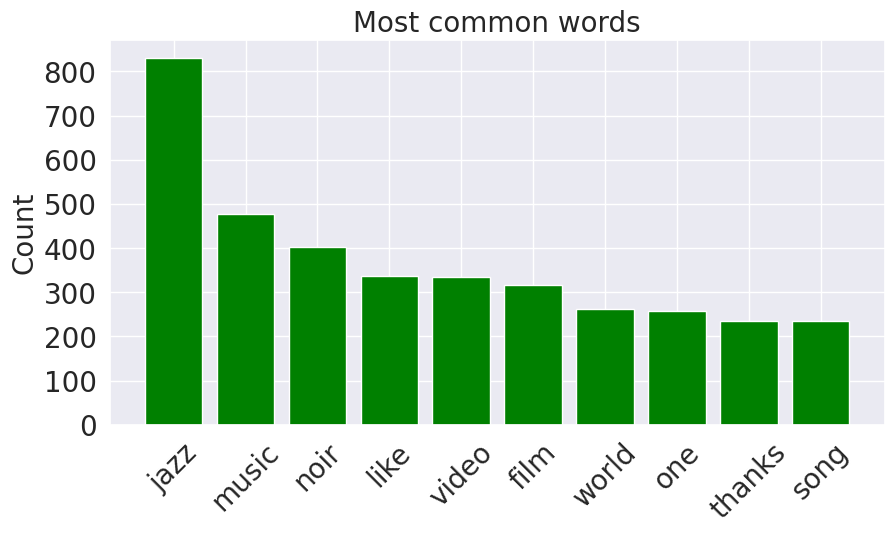 Most common words
Count
800
700
600
500
400
300
200
100
0
jazz
music
noir
like
video
film
world
one
thanks
song